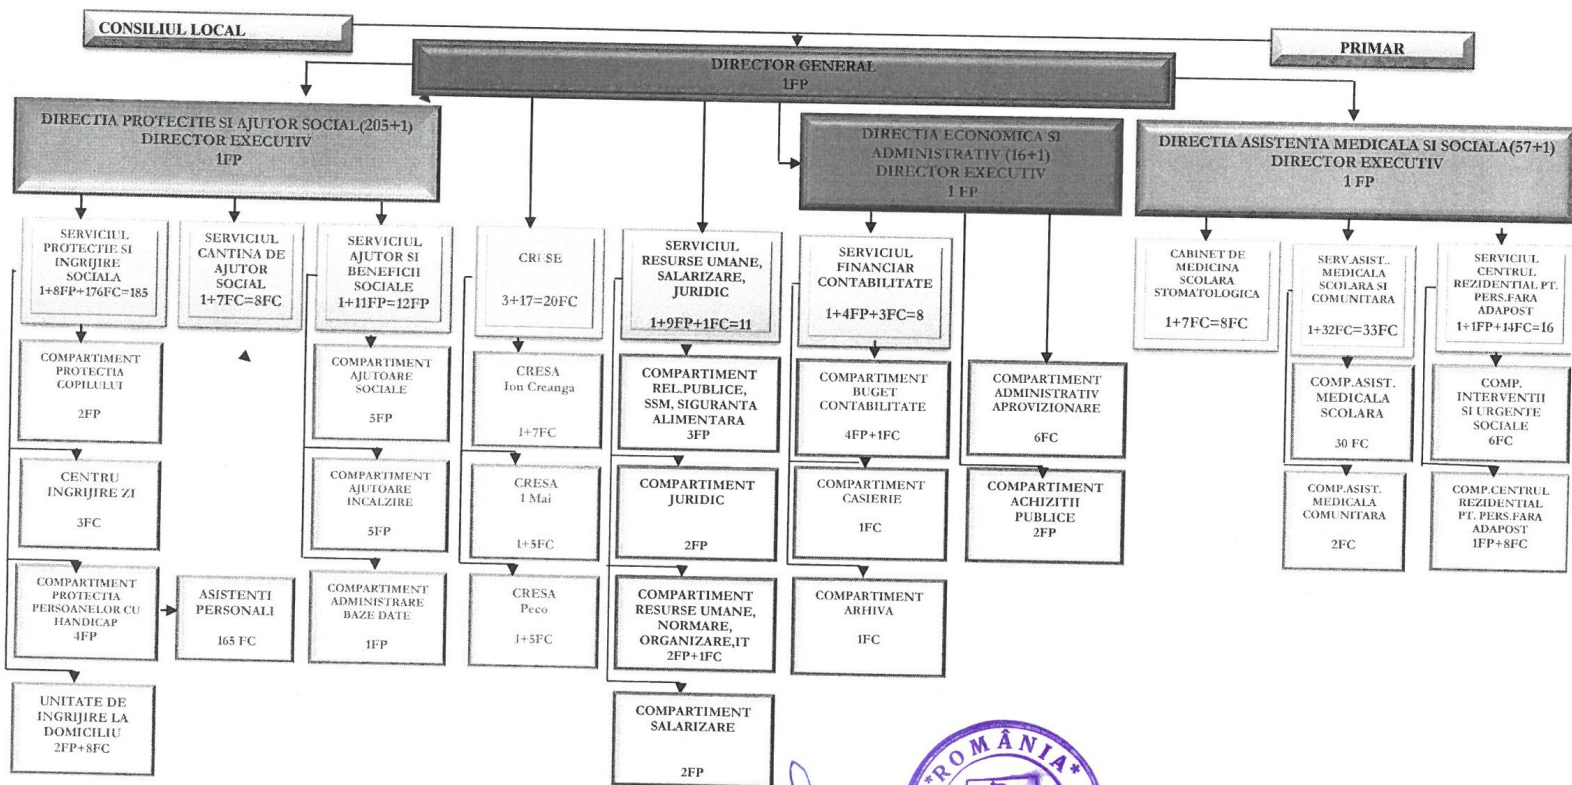 CONSILIUL LOCAL
PRIMAR
DIRECTOR GENERAL
1FP
DIRECTIA PROTECTIE SI AJUTOR SOCIAL(205+1)
DIRECTOR EXECUTIV
1FP
DIRECTIA ECONOMICA SI
ADMINISTRATIV (16+1)
DIRECTOR EXECUTIV
1 FP
DIRECTIA ASISTENTA MEDICALA SI SOCIALA(57+1)
DIRECTOR EXECUTIV
1 FP
SERVICIUL
PROTECTIE SI
INGRIJIRE
SOCIALA
1+8FP+176FC=185
SERVICIUL
CANTINA DE
AJUTOR
SOCIAL
1+7FC=8FC
SERVICIUL
AJUTOR SI
BENEFICII
SOCIALE
1+11FP=12FP
CRESE
3+17=20FC
SERVICIUL
RESURSE UMANE,
SALARIZARE,
JURIDIC
1+9FP+1FC=11
SERVICIUL
FINANCIAR
CONTABILITATE
1+4FP+3FC=8
CABINET DE
MEDICINA
SCOLARA
STOMATOLOGICA
1+7FC=8FC
SERV.ASIST..
MEDICALA
SCOLARA SI
COMUNITARA
1+32FC=33FC
SERVICIUL
CENTRUL
REZIDENTIAL PT.
PERS.FARA
ADAPOST
1+1FP+14FC=16
COMPARTIMENT
PROTECTIA
COPILULUI
2FP
COMPARTIMENT
AJUTOARE
SOCIALE
5FP
CRESA
Ion Creanga
1+7FC
COMPARTIMENT
REL.PUBLICE,
SSM, SIGURANTA
ALIMENTARA
3FP
COMPARTIMENT
BUGET
CONTABILITATE
4FP+1FC
COMPARTIMENT
ADMINISTRATIV
APROVIZIONARE
6FC
COMP.ASIST.
MEDICALA
SCOLARA
30 FC
COMP.
INTERVENTII
SI URGENTE
SOCIALE
6FC
CENTRU
INGRIJIRE ZI
3FC
COMPARTIMENT
AJUTOARE
INCALZIRE
5FP
CRESA
1 Mai
1+5FC
COMPARTIMENT
JURIDIC
2FP
COMPARTIMENT
CASIERIE
1FC
COMPARTIMENT
ACHIZITII
PUBLICE
2FP
COMP.ASIST.
MEDICALA
COMUNITARA
2FC
COMP.CENTRUL
REZIDENTIAL
PT. PERS.FARA
ADAPOST
1FP+8FC
COMPARTIMENT
PROTECTIA
PERSOANELOR CU
HANDICAP
4FP
ASISTENTI
PERSONALI
165 FC
COMPARTIMENT
ADMINISTRARE
BAZE DATE
1FP
CRESA
Peco
1+5FC
COMPARTIMENT
RESURSE UMANE,
NORMARE,
ORGANIZARE,IT
2FP+1FC
COMPARTIMENT
ARHIVA
1FC
UNITATE DE
INGRIJIRE LA
DOMICILIU
2FP+8FC
COMPARTIMENT
SALARIZARE
2FP
*ROMÂNIA*